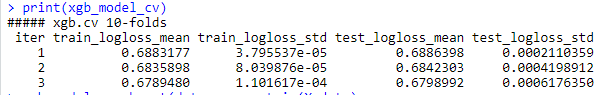 > print(xgb_model_cv)
##### xgb.cv 10-folds
iter train_logloss_mean train_logloss_std test_logloss_mean test_logloss_std
1 0.6883177 3.795537e-05 0.6886398 0.0002110359
2 0.6835898 8.039876e-05 0.6842303 0.0004198912
3 0.6789480 1.101617e-04 0.6798992 0.0006176350